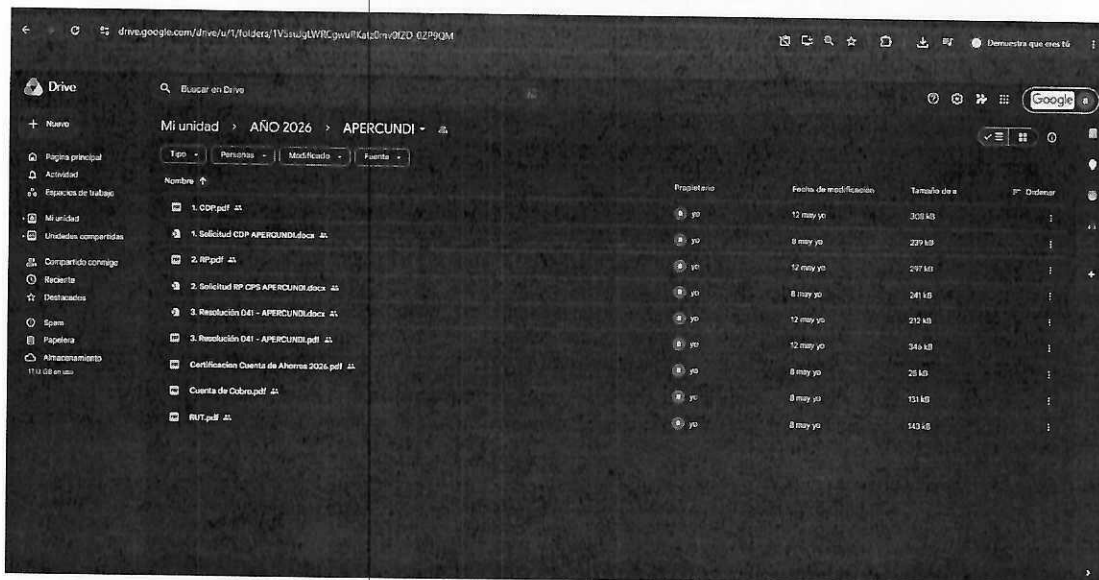 drive.google.com/drive/u/1/folders/
Demuestra que eres tú
Drive
Buscar en Drive
Google
Nuevo
Mi unidad > AÑO 2026 > APERCUNDI
Tipo Personas Modificado Fuente
Página principal
Actividad
Espacios de trabajo
Mi unidad
Unidades compartidas
Compartido conmigo
Reciente
Destacados
Spam
Papelera
Almacenamiento
GB en uso
Nombre ↑ Propietario Fecha de modificación Tamaño de a Ordenar
1. CDP.pdf yo 12 may yo 308 kB
1. Solicitud CDP APERCUNDI.docx yo 8 may yo 239 kB
2. RP.pdf yo 12 may yo 297 kB
2. Solicitud RP CPS APERCUNDI.docx yo 8 may yo 241 kB
3. Resolución 041 - APERCUNDI.docx yo 12 may yo 212 kB
3. Resolución 041 - APERCUNDI.pdf yo 12 may yo 346 kB
Certificacion Cuenta de Ahorros 2026.pdf yo 8 may yo 25 kB
Cuenta de Cobro.pdf yo 8 may yo 131 kB
RUT.pdf yo 8 may yo 143 kB